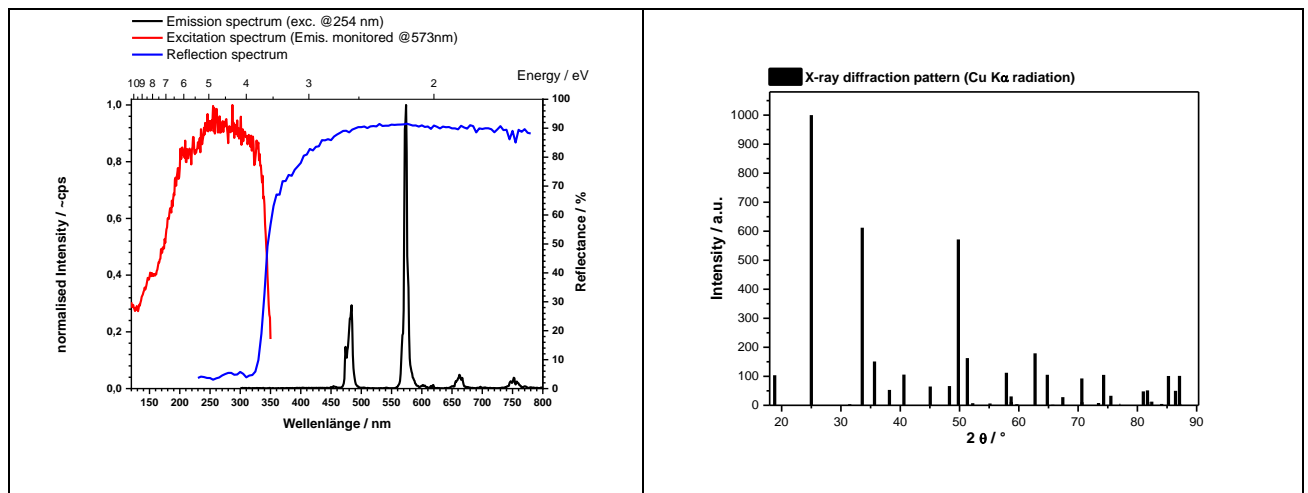 Emission spectrum (exc. @254 nm)
Excitation spectrum (Emis. monitored @573nm)
Reflection spectrum
Energy / eV
10 9 8 7 6 5 4 3 2
1,0
0,8
0,6
0,4
0,2
0,0
normalised Intensity / ~cps
100
90
80
70
60
50
40
30
20
10
0
Reflectance / %
150 200 250 300 350 400 450 500 550 600 650 700 750 800
Wellenlänge / nm
X-ray diffraction pattern (Cu Kα radiation)
1000
900
800
700
600
500
400
300
200
100
0
Intensity / a.u.
20 30 40 50 60 70 80 90
2 θ / °